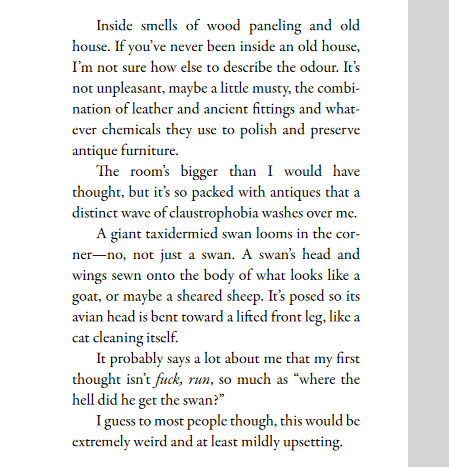 Inside smells of wood paneling and old
house. If you’ve never been inside an old house,
I’m not sure how else to describe the odour. It’s
not unpleasant, maybe a little musty, the combi-
nation of leather and ancient fittings and what-
ever chemicals they use to polish and preserve
antique furniture.
The room’s bigger than I would have
thought, but it’s so packed with antiques that a
distinct wave of claustrophobia washes over me.
A giant taxidermied swan looms in the cor-
ner—no, not just a swan. A swan’s head and
wings sewn onto the body of what looks like a
goat, or maybe a sheared sheep. It’s posed so its
avian head is bent toward a lifted front leg, like a
cat cleaning itself.
It probably says a lot about me that my first
thought isn’t fuck, run, so much as “where the
hell did he get the swan?”
I guess to most people though, this would be
extremely weird and at least mildly upsetting.